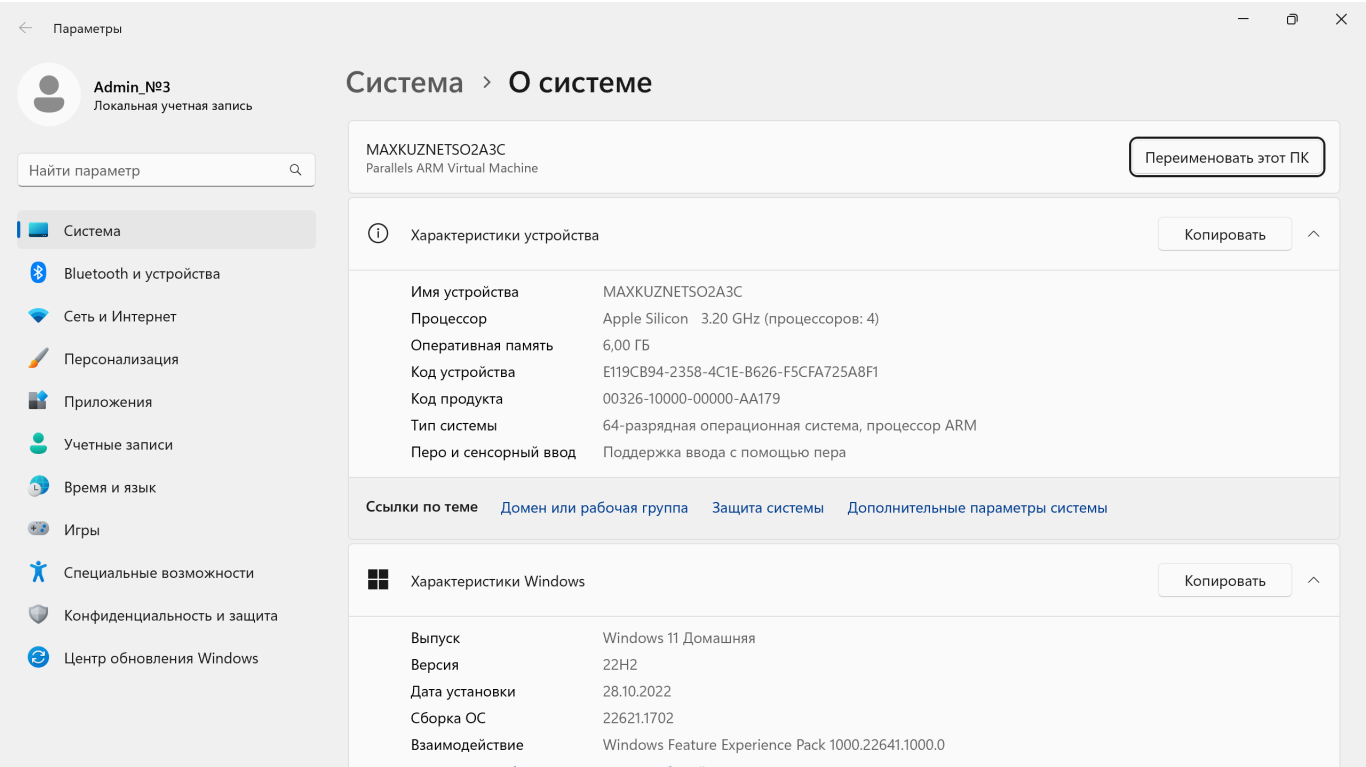 Параметры
Admin_№3
Локальная учетная запись
Найти параметр
Система
Bluetooth и устройства
Сеть и Интернет
Персонализация
Приложения
Учетные записи
Время и язык
Игры
Специальные возможности
Конфиденциальность и защита
Центр обновления Windows
Система > О системе
MAXKUZNETSO2A3C
Parallels ARM Virtual Machine
Переименовать этот ПК
Характеристики устройства
Копировать
Имя устройства MAXKUZNETSO2A3C
Процессор Apple Silicon 3.20 GHz (процессоров: 4)
Оперативная память 6,00 ГБ
Код устройства E119CB94-2358-4C1E-B626-F5CFA725A8F1
Код продукта 00326-10000-00000-AA179
Тип системы 64-разрядная операционная система, процессор ARM
Перо и сенсорный ввод Поддержка ввода с помощью пера
Ссылки по теме Домен или рабочая группа Защита системы Дополнительные параметры системы
Характеристики Windows
Копировать
Выпуск Windows 11 Домашняя
Версия 22H2
Дата установки 28.10.2022
Сборка ОС 22621.1702
Взаимодействие Windows Feature Experience Pack 1000.22641.1000.0